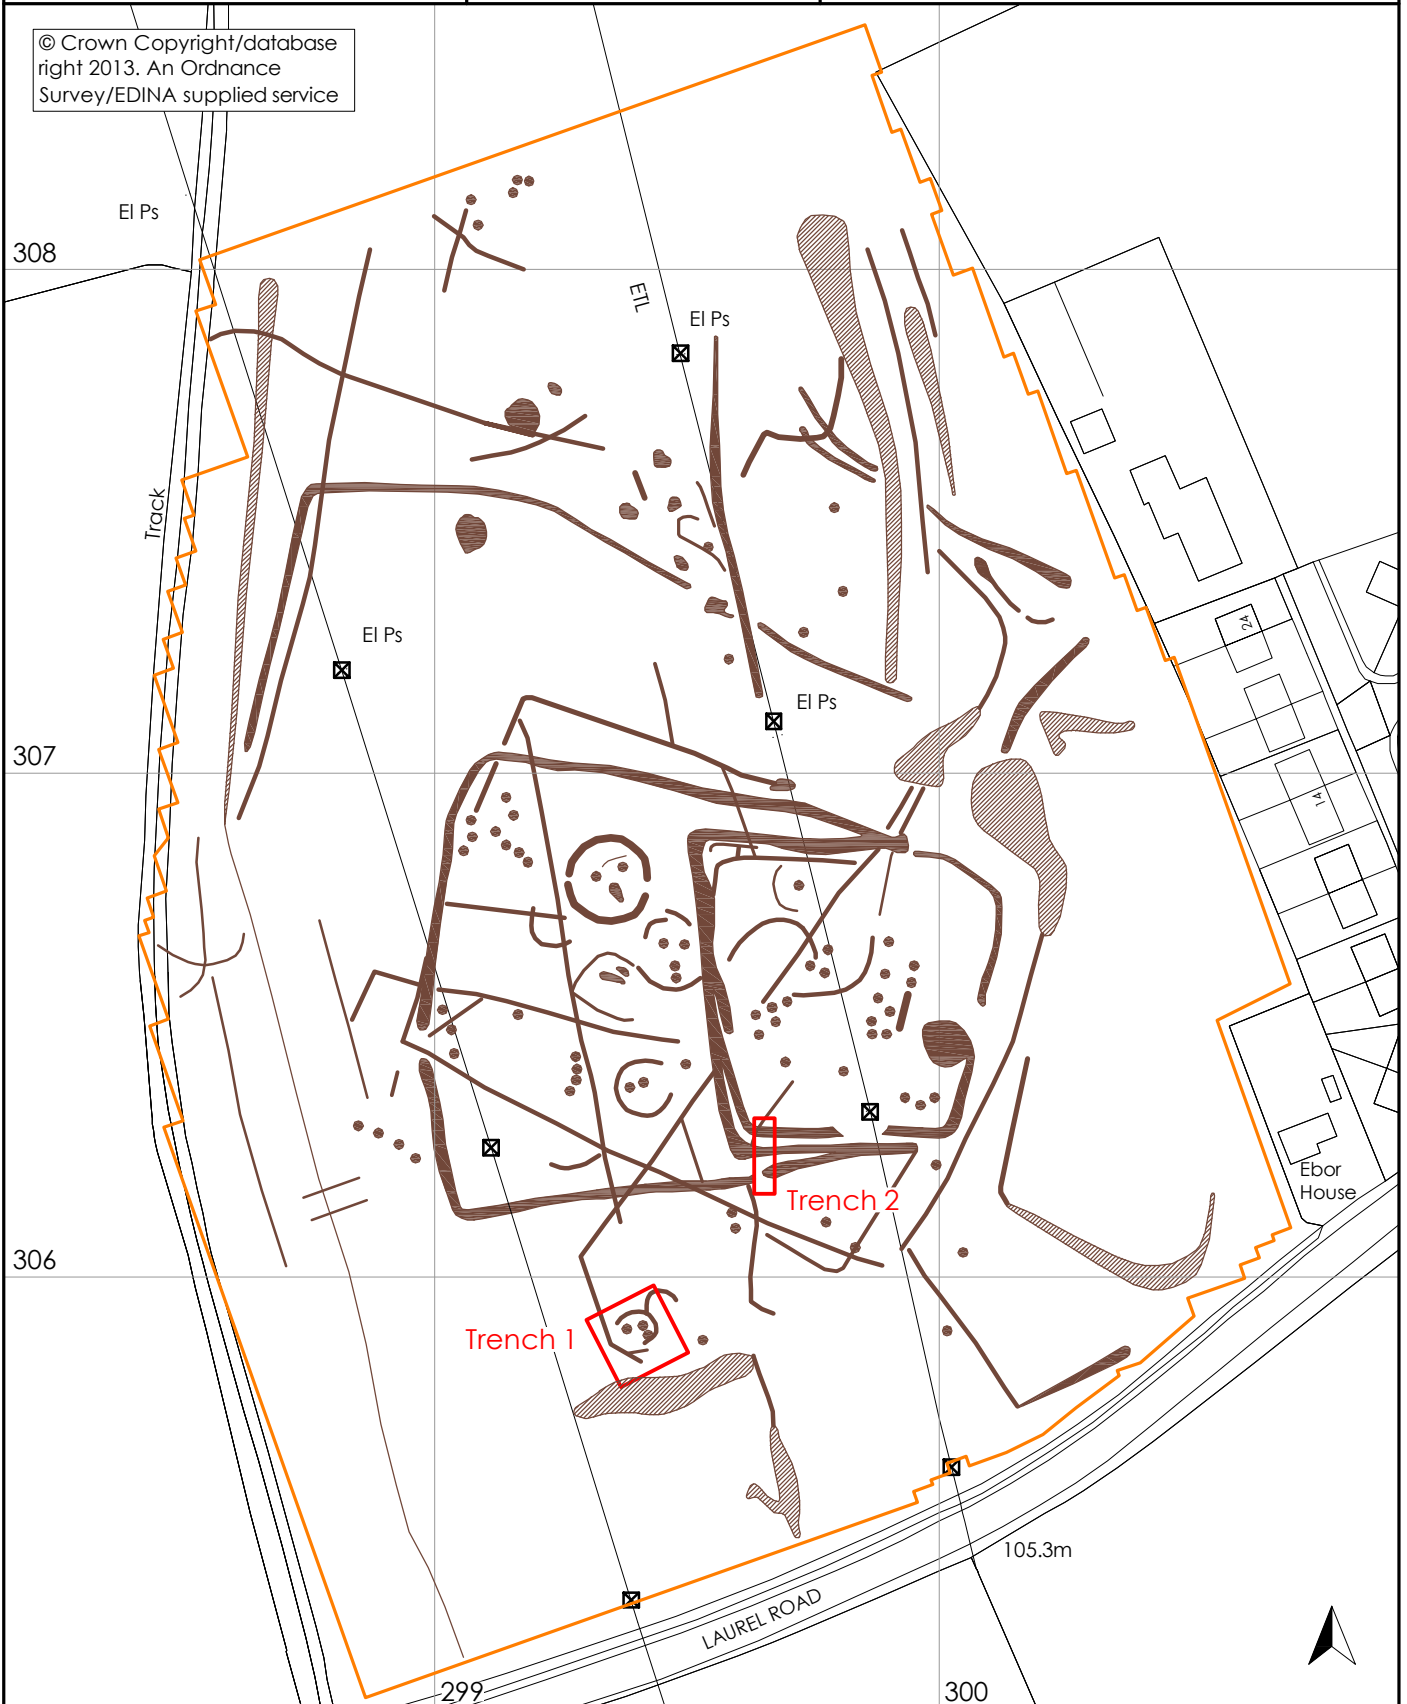 © Crown Copyright/database
right 2013. An Ordnance
Survey/EDINA supplied service
El Ps
308
ETL
El Ps
Track
El Ps
24
El Ps
307
14
Ebor
House
Trench 2
306
Trench 1
105.3m
LAUREL ROAD
299
300